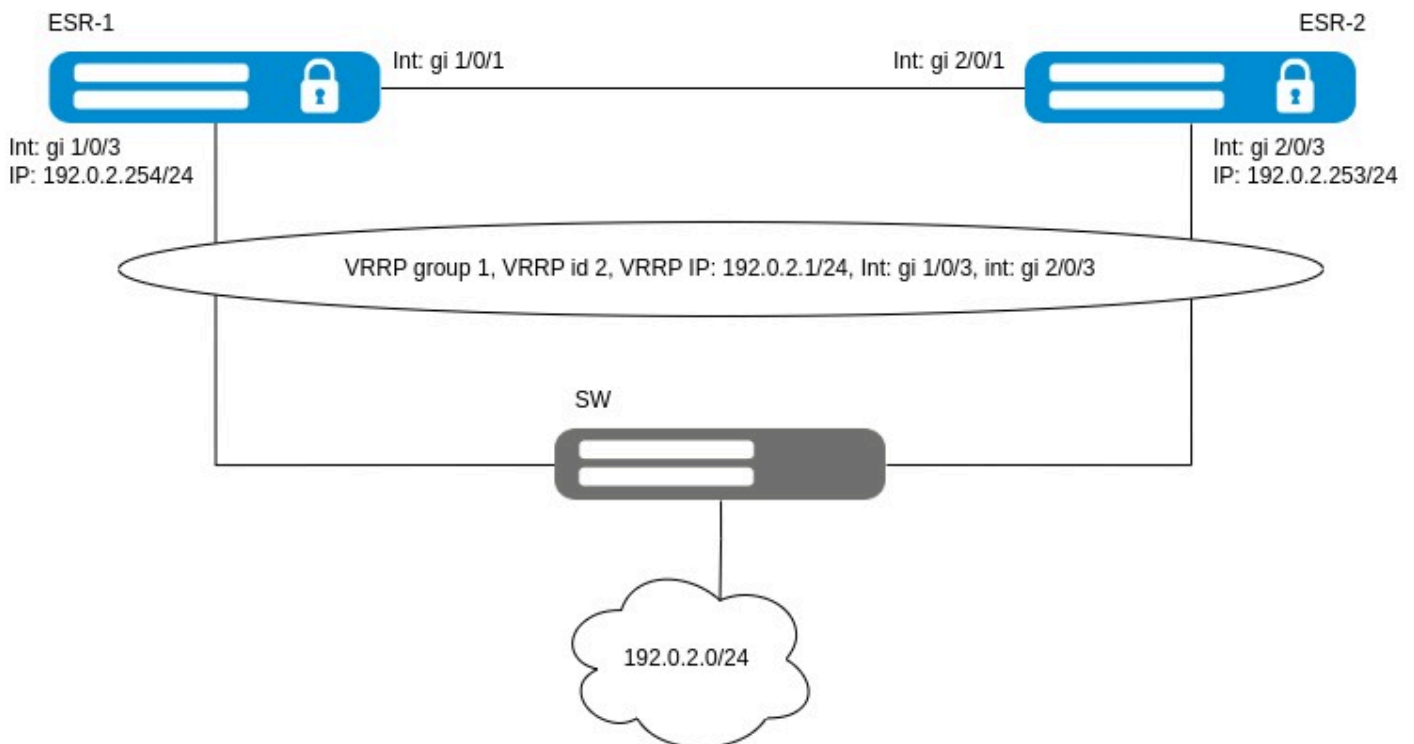 ESR-1
ESR-2
Int: gi 1/0/1
Int: gi 2/0/1
Int: gi 1/0/3
IP: 192.0.2.254/24
Int: gi 2/0/3
IP: 192.0.2.253/24
VRRP group 1, VRRP id 2, VRRP IP: 192.0.2.1/24, Int: gi 1/0/3, int: gi 2/0/3
SW
192.0.2.0/24